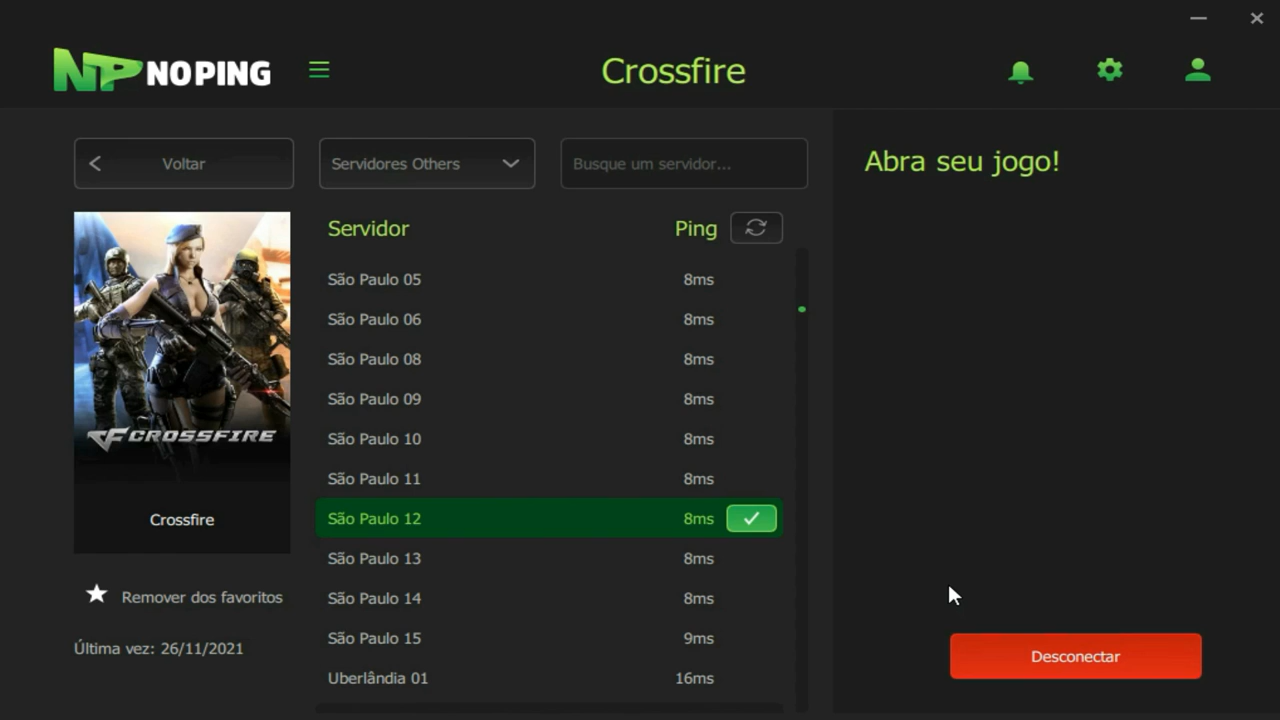 NP NOPING
Crossfire
Voltar
Servidores Others
Busque um servidor...
Abra seu jogo!
CF CROSSFIRE
Crossfire
Remover dos favoritos
Última vez: 26/11/2021
Servidor Ping
São Paulo 05 8ms
São Paulo 06 8ms
São Paulo 08 8ms
São Paulo 09 8ms
São Paulo 10 8ms
São Paulo 11 8ms
São Paulo 12 8ms
São Paulo 13 8ms
São Paulo 14 8ms
São Paulo 15 9ms
Uberlândia 01 16ms
Desconectar